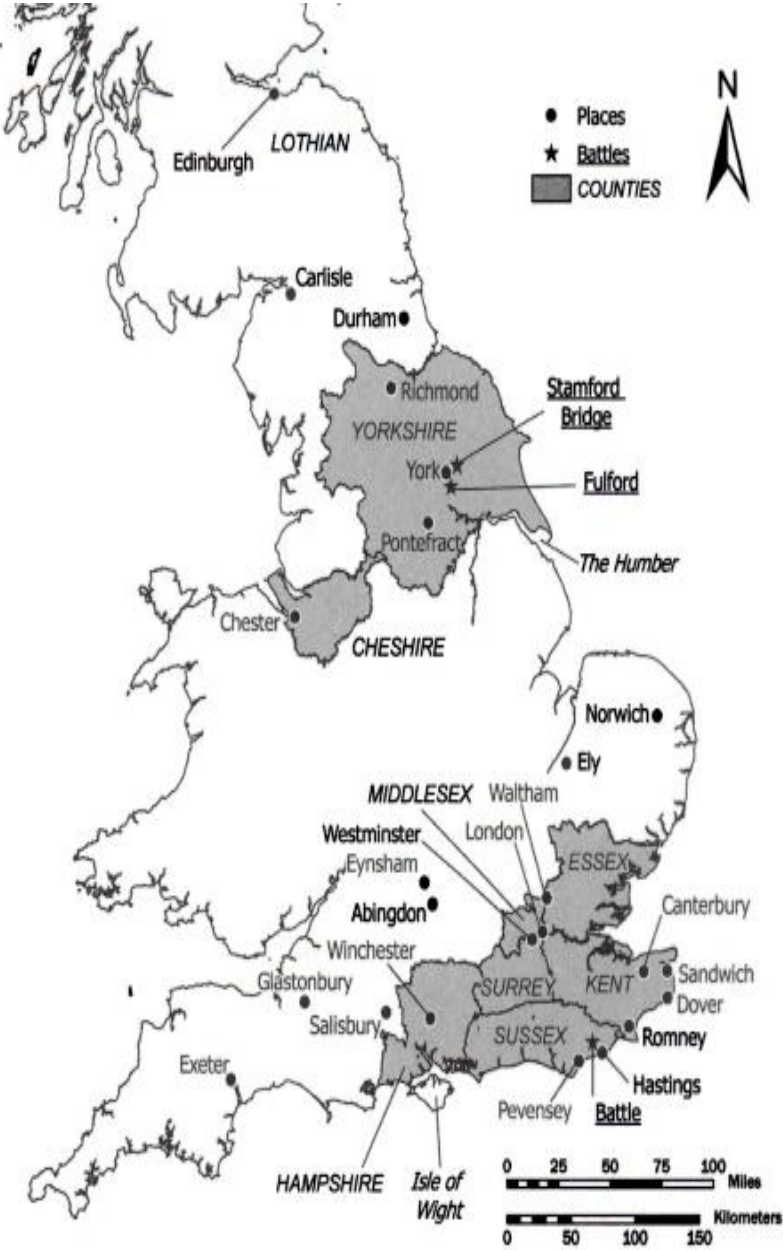 N
Places
Battles
COUNTIES
LOTHIAN
Edinburgh
Carlisle
Durham
Richmond
Stamford
Bridge
YORKSHIRE
York
Fulford
Pontefract
The Humber
Chester
CHESHIRE
Norwich
Ely
MIDDLESEX
Waltham
Westminster
London
Eynsham
ESSEX
Abingdon
Canterbury
Winchester
Glastonbury
SURREY
KENT
Sandwich
Dover
Salisbury
SUSSEX
Romney
Exeter
Hastings
Pevensey
Battle
HAMPSHIRE
Isle of
Wight
0 25 50 75 100
Miles
Kilometers
0 50 100 150